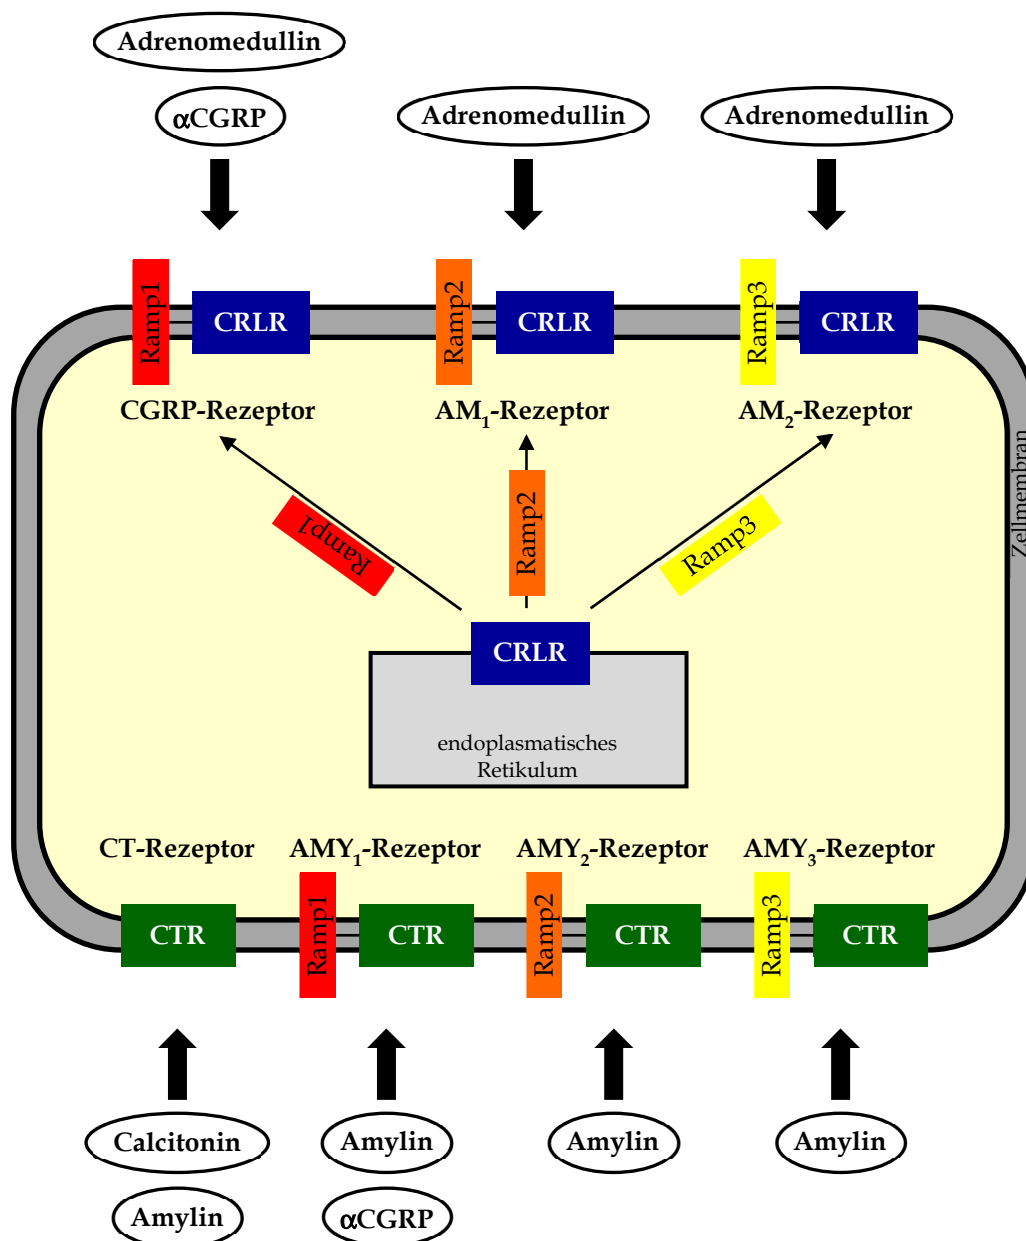 Adrenomedullin
αCGRP
Adrenomedullin
Adrenomedullin
Ramp1
CRLR
Ramp2
CRLR
Ramp3
CRLR
CGRP-Rezeptor
AM1-Rezeptor
AM2-Rezeptor
Zellmembran
Ramp1
Ramp2
Ramp3
CRLR
endoplasmatisches
Retikulum
CT-Rezeptor
AMY1-Rezeptor
AMY2-Rezeptor
AMY3-Rezeptor
CTR
Ramp1
CTR
Ramp2
CTR
Ramp3
CTR
Calcitonin
Amylin
Amylin
αCGRP
Amylin
Amylin